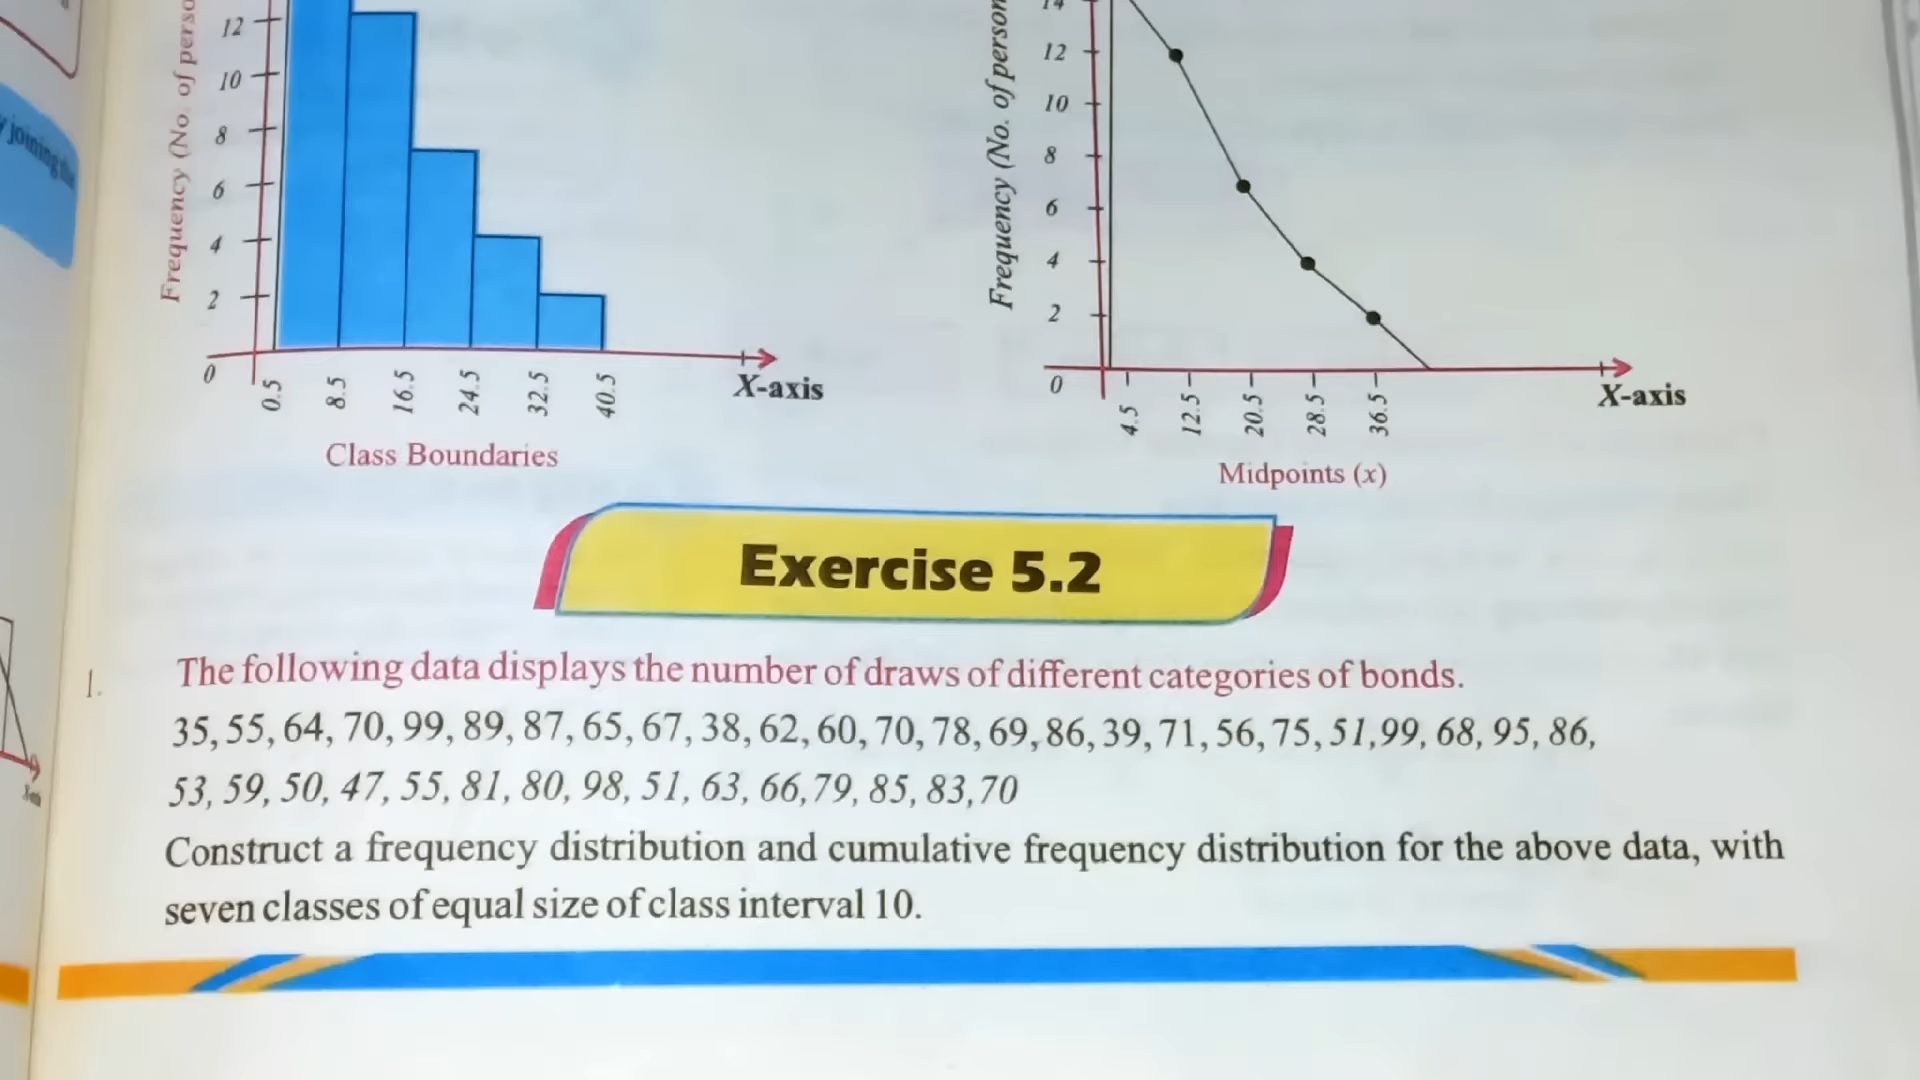 y joining the
Frequency (No. of perso
12
10
8
6
4
2
0
0.5 8.5 16.5 24.5 32.5 40.5
X-axis
Class Boundaries
Frequency (No. of person
14
12
10
8
6
4
2
0
4.5 12.5 20.5 28.5 36.5
X-axis
Midpoints (x)
Exercise 5.2
1. The following data displays the number of draws of different categories of bonds.
35, 55, 64, 70, 99, 89, 87, 65, 67, 38, 62, 60, 70, 78, 69, 86, 39, 71, 56, 75, 51,99, 68, 95, 86,
53, 59, 50, 47, 55, 81, 80, 98, 51, 63, 66,79, 85, 83,70
Construct a frequency distribution and cumulative frequency distribution for the above data, with
seven classes of equal size of class interval 10.